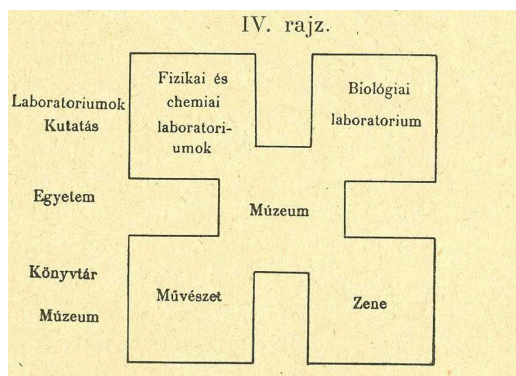 IV. rajz.
Laboratoriumok
Kutatás
Fizikai és
chemiai
laboratori-
umok
Biológiai
laboratorium
Egyetem
Múzeum
Könyvtár
Múzeum
Művészet
Zene